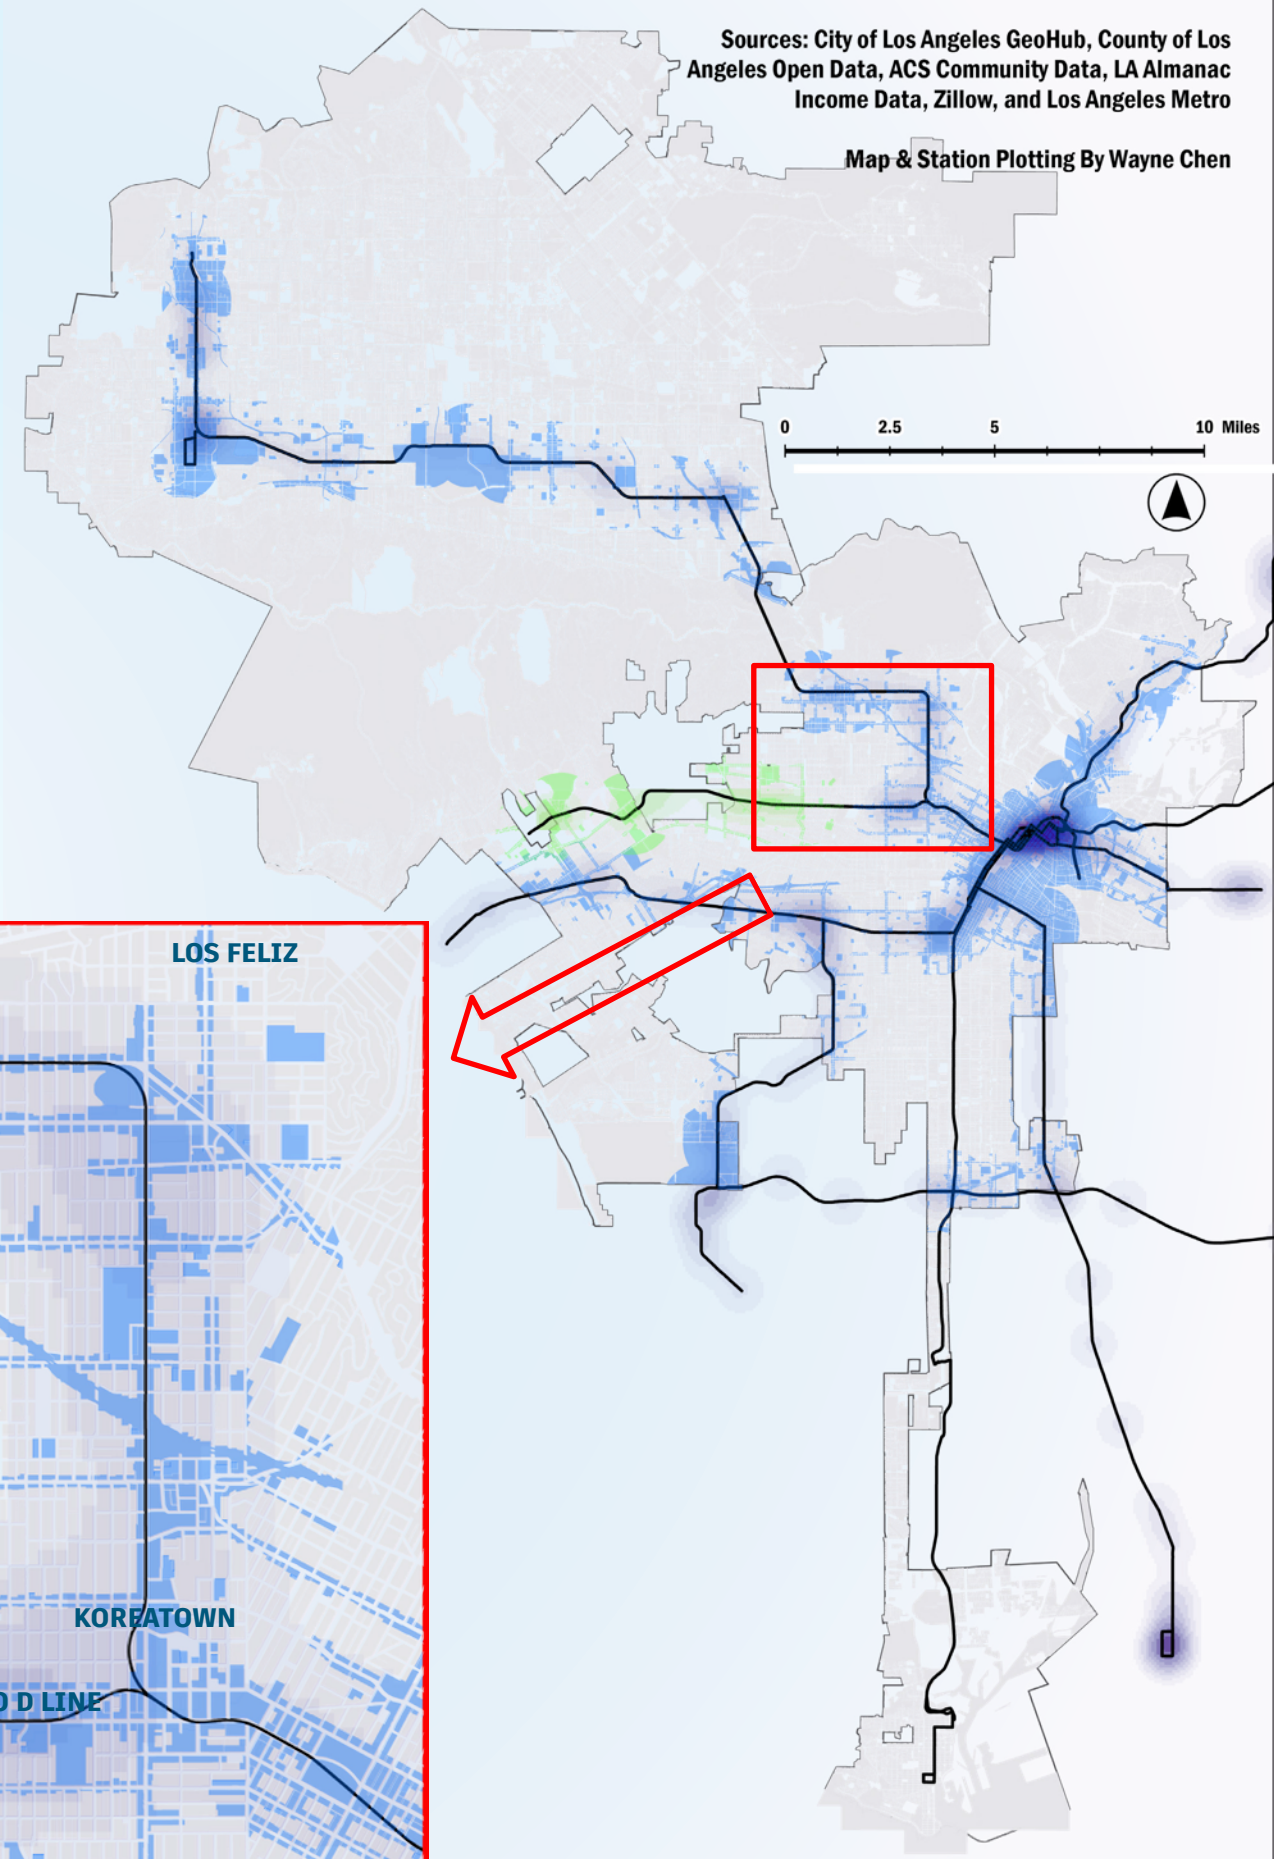 Sources: City of Los Angeles GeoHub, County of Los
Angeles Open Data, ACS Community Data, LA Almanac
Income Data, Zillow, and Los Angeles Metro
Map & Station Plotting By Wayne Chen
0 2.5 5 10 Miles
LOS FELIZ
KOREATOWN
D LINE